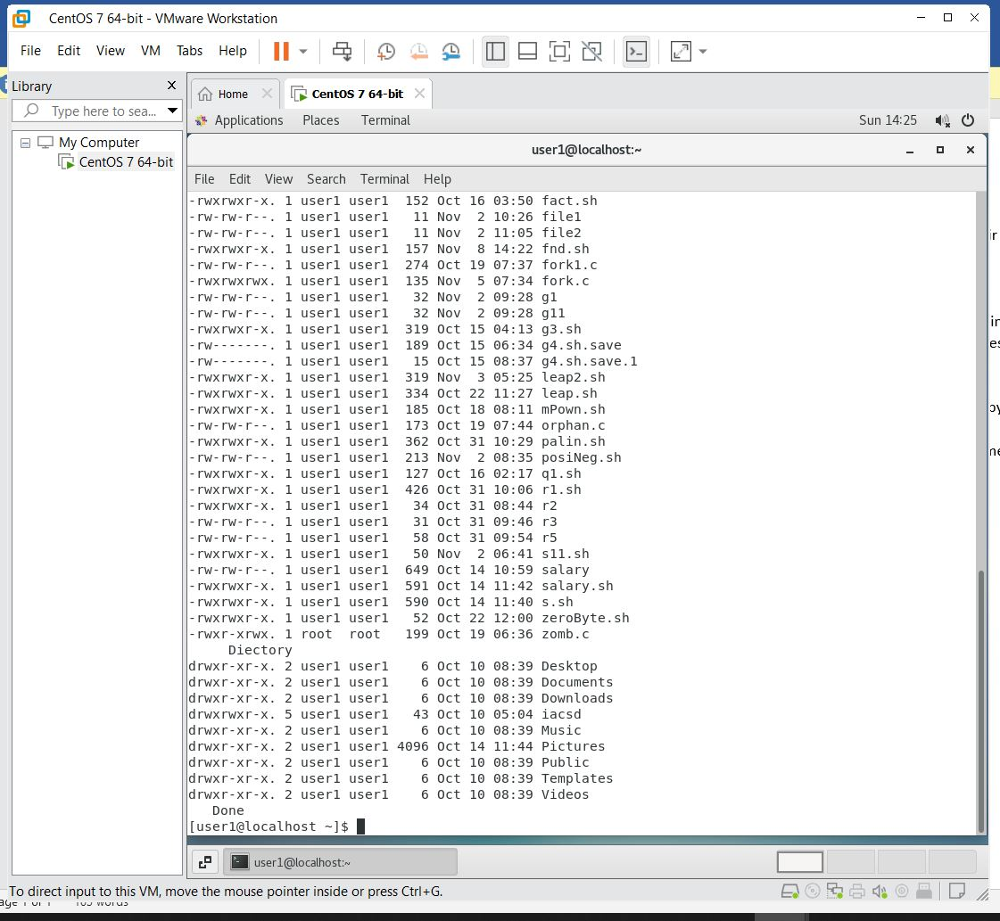 CentOS 7 64-bit - VMware Workstation
File Edit View VM Tabs Help
Library
Type here to sea...
My Computer
CentOS 7 64-bit
Home
CentOS 7 64-bit
Applications Places Terminal Sun 14:25
user1@localhost:~
File Edit View Search Terminal Help
-rwxrwxr-x. 1 user1 user1 152 Oct 16 03:50 fact.sh
-rw-rw-r--. 1 user1 user1 11 Nov 2 10:26 file1
-rw-rw-r--. 1 user1 user1 11 Nov 2 11:05 file2
-rwxrwxr-x. 1 user1 user1 157 Nov 8 14:22 fnd.sh
-rw-rw-r--. 1 user1 user1 274 Oct 19 07:37 fork1.c
-rwxrwxrwx. 1 user1 user1 135 Nov 5 07:34 fork.c
-rw-rw-r--. 1 user1 user1 32 Nov 2 09:28 g1
-rw-rw-r--. 1 user1 user1 32 Nov 2 09:28 g11
-rwxrwxr-x. 1 user1 user1 319 Oct 15 04:13 g3.sh
-rw-------. 1 user1 user1 189 Oct 15 06:34 g4.sh.save
-rw-------. 1 user1 user1 15 Oct 15 08:37 g4.sh.save.1
-rwxrwxr-x. 1 user1 user1 319 Nov 3 05:25 leap2.sh
-rwxrwxr-x. 1 user1 user1 334 Oct 22 11:27 leap.sh
-rwxrwxr-x. 1 user1 user1 185 Oct 18 08:11 mPown.sh
-rw-rw-r--. 1 user1 user1 173 Oct 19 07:44 orphan.c
-rwxrwxr-x. 1 user1 user1 362 Oct 31 10:29 palin.sh
-rw-rw-r--. 1 user1 user1 213 Nov 2 08:35 posiNeg.sh
-rwxrwxr-x. 1 user1 user1 127 Oct 16 02:17 q1.sh
-rwxrwxr-x. 1 user1 user1 426 Oct 31 10:06 r1.sh
-rwxrwxr-x. 1 user1 user1 34 Oct 31 08:44 r2
-rw-rw-r--. 1 user1 user1 31 Oct 31 09:46 r3
-rw-rw-r--. 1 user1 user1 58 Oct 31 09:54 r5
-rwxrwxr-x. 1 user1 user1 50 Nov 2 06:41 s11.sh
-rw-rw-r--. 1 user1 user1 649 Oct 14 10:59 salary
-rwxrwxr-x. 1 user1 user1 591 Oct 14 11:42 salary.sh
-rwxrwxr-x. 1 user1 user1 590 Oct 14 11:40 s.sh
-rwxrwxr-x. 1 user1 user1 52 Oct 22 12:00 zeroByte.sh
-rwxr-xrwx. 1 root root 199 Oct 19 06:36 zomb.c
Diectory
drwxr-xr-x. 2 user1 user1 6 Oct 10 08:39 Desktop
drwxr-xr-x. 2 user1 user1 6 Oct 10 08:39 Documents
drwxr-xr-x. 2 user1 user1 6 Oct 10 08:39 Downloads
drwxrwxr-x. 5 user1 user1 43 Oct 10 05:04 iacsd
drwxr-xr-x. 2 user1 user1 6 Oct 10 08:39 Music
drwxr-xr-x. 2 user1 user1 4096 Oct 14 11:44 Pictures
drwxr-xr-x. 2 user1 user1 6 Oct 10 08:39 Public
drwxr-xr-x. 2 user1 user1 6 Oct 10 08:39 Templates
drwxr-xr-x. 2 user1 user1 6 Oct 10 08:39 Videos
Done
[user1@localhost ~]$
user1@localhost:~
To direct input to this VM, move the mouse pointer inside or press Ctrl+G.